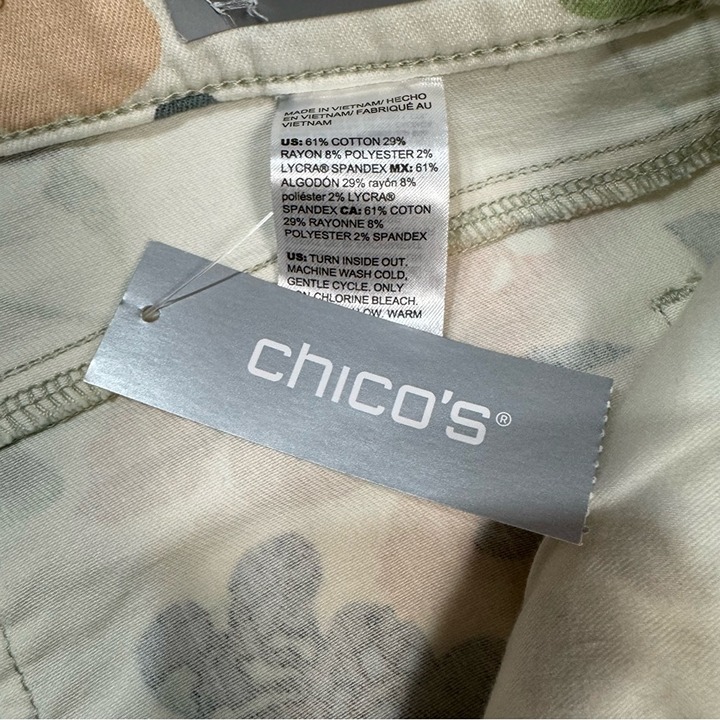 MADE IN VIETNAM/ HECHO
EN VIETNAM/ FABRIQUÉ AU
VIETNAM
US: 61% COTTON 29%
RAYON 8% POLYESTER 2%
LYCRA® SPANDEX MX: 61%
ALGODÓN 29% rayón 8%
poliéster 2% LYCRA®
SPANDEX CA: 61% COTON
29% RAYONNE 8%
POLYESTER 2% SPANDEX
US: TURN INSIDE OUT.
MACHINE WASH COLD,
GENTLE CYCLE. ONLY
CHLORINE BLEACH.
WARM
chico's®